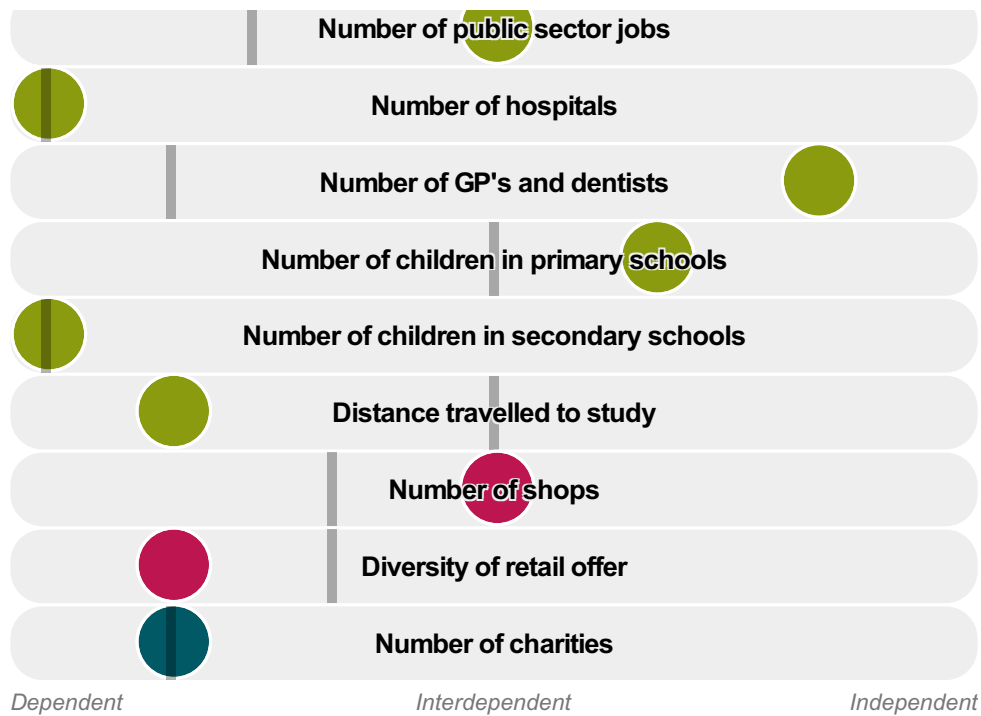 Number of public sector jobs
Number of hospitals
Number of GP's and dentists
Number of children in primary schools
Number of children in secondary schools
Distance travelled to study
Number of shops
Diversity of retail offer
Number of charities
Dependent Interdependent Independent